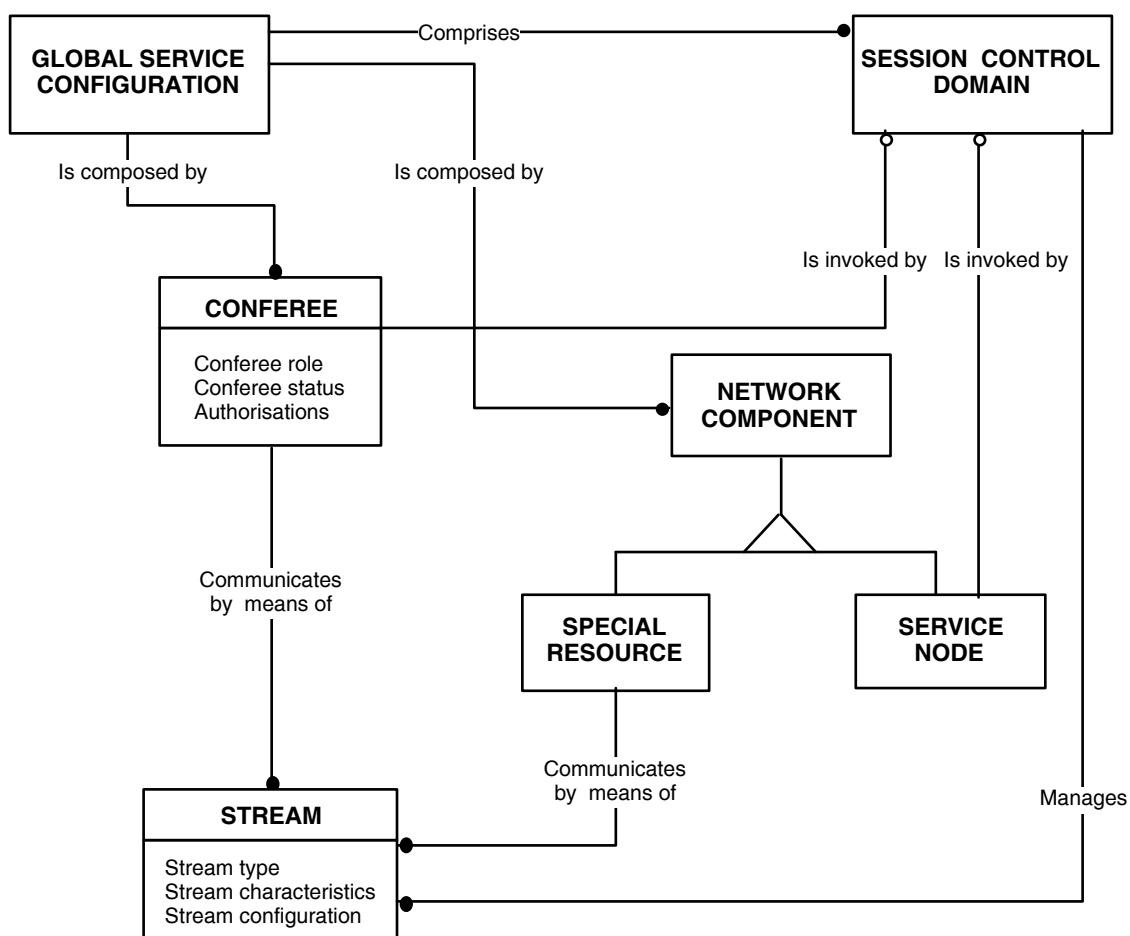 Comprises
GLOBAL SERVICE
CONFIGURATION
SESSION CONTROL
DOMAIN
Is composed by
Is composed by
Is invoked by
Is invoked by
CONFEREE
Conferee role
Conferee status
Authorisations
NETWORK
COMPONENT
Communicates
by means of
SPECIAL
RESOURCE
SERVICE
NODE
Communicates
by means of
Manages
STREAM
Stream type
Stream characteristics
Stream configuration